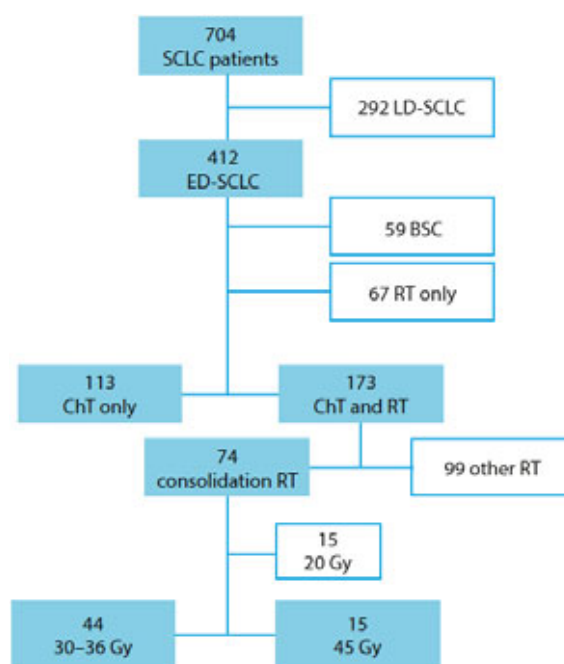 704
SCLC patients
292 LD-SCLC
412
ED-SCLC
59 BSC
67 RT only
113
ChT only
173
ChT and RT
74
consolidation RT
99 other RT
15
20 Gy
44
30–36 Gy
15
45 Gy